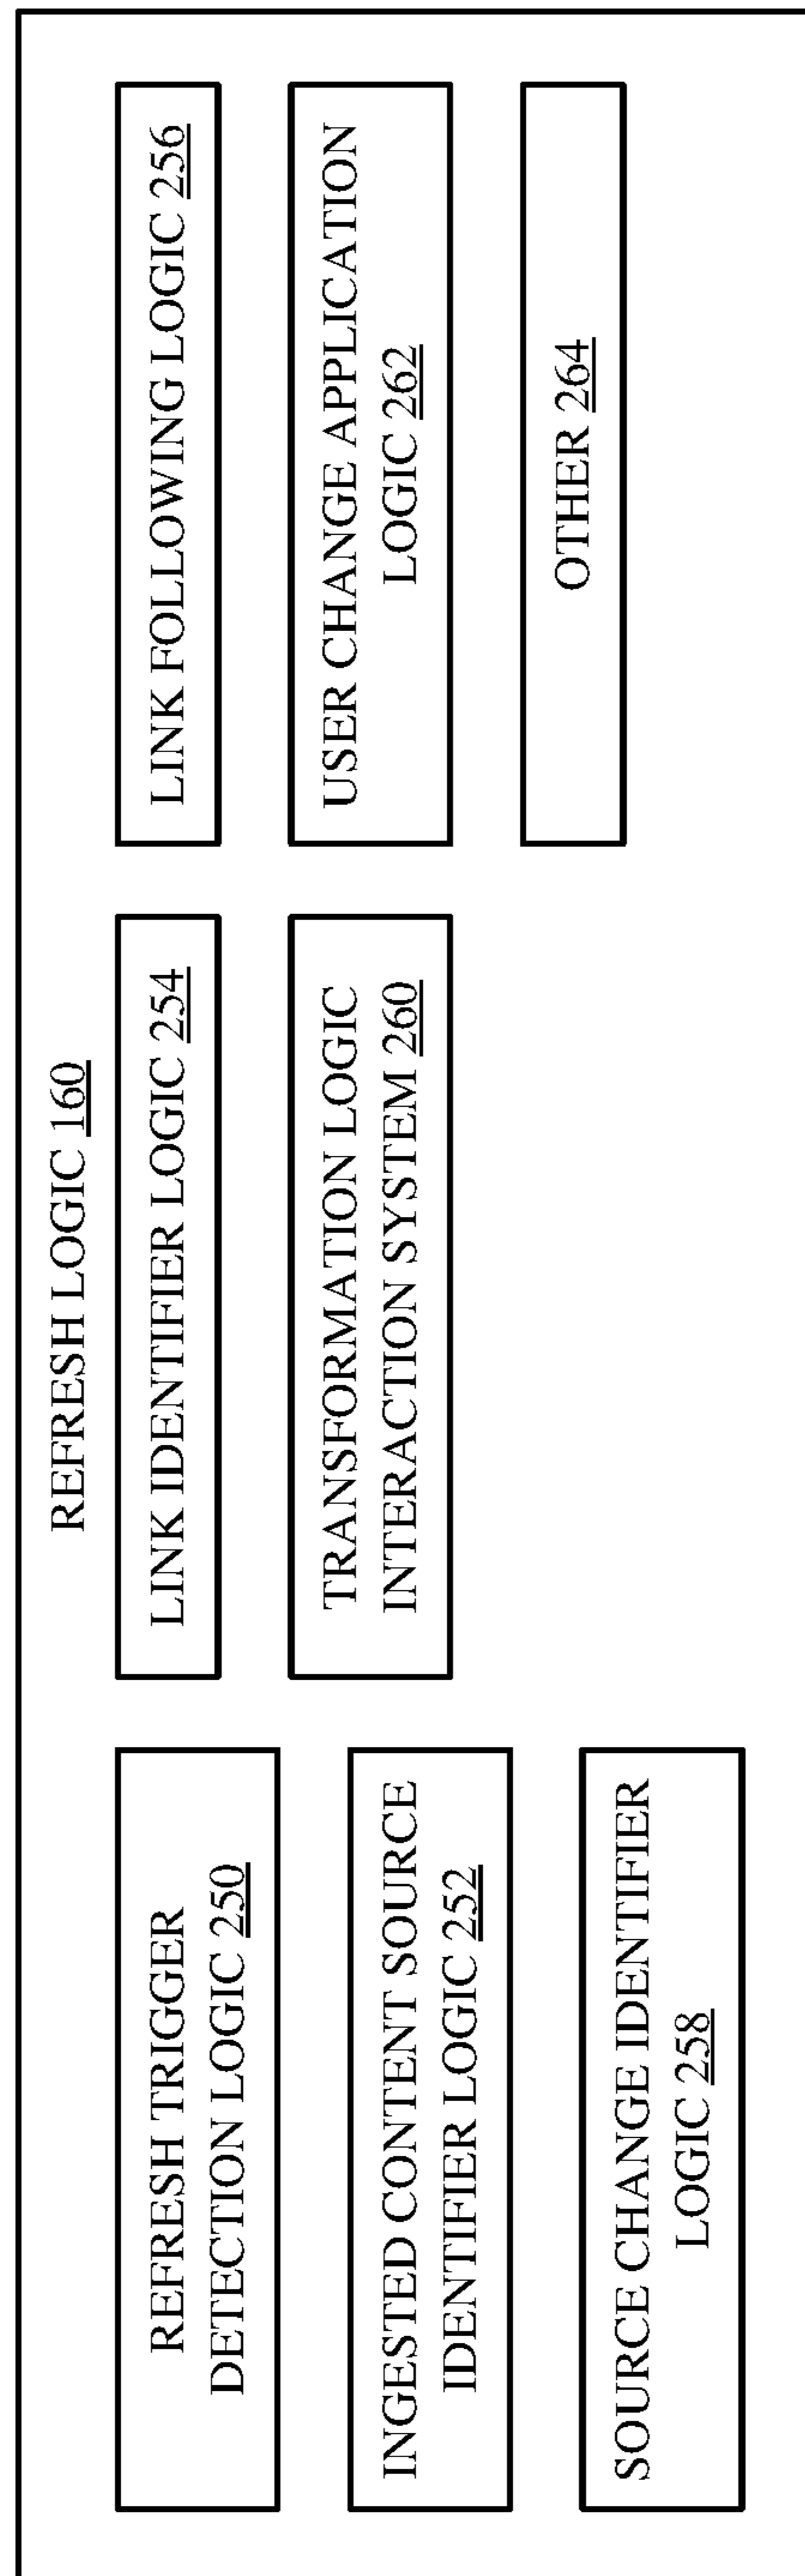 REFRESH LOGIC 160
REFRESH TRIGGER
DETECTION LOGIC 250
INGESTED CONTENT SOURCE
IDENTIFIER LOGIC 252
SOURCE CHANGE IDENTIFIER
LOGIC 258
LINK IDENTIFIER LOGIC 254
TRANSFORMATION LOGIC
INTERACTION SYSTEM 260
LINK FOLLOWING LOGIC 256
USER CHANGE APPLICATION
LOGIC 262
OTHER 264